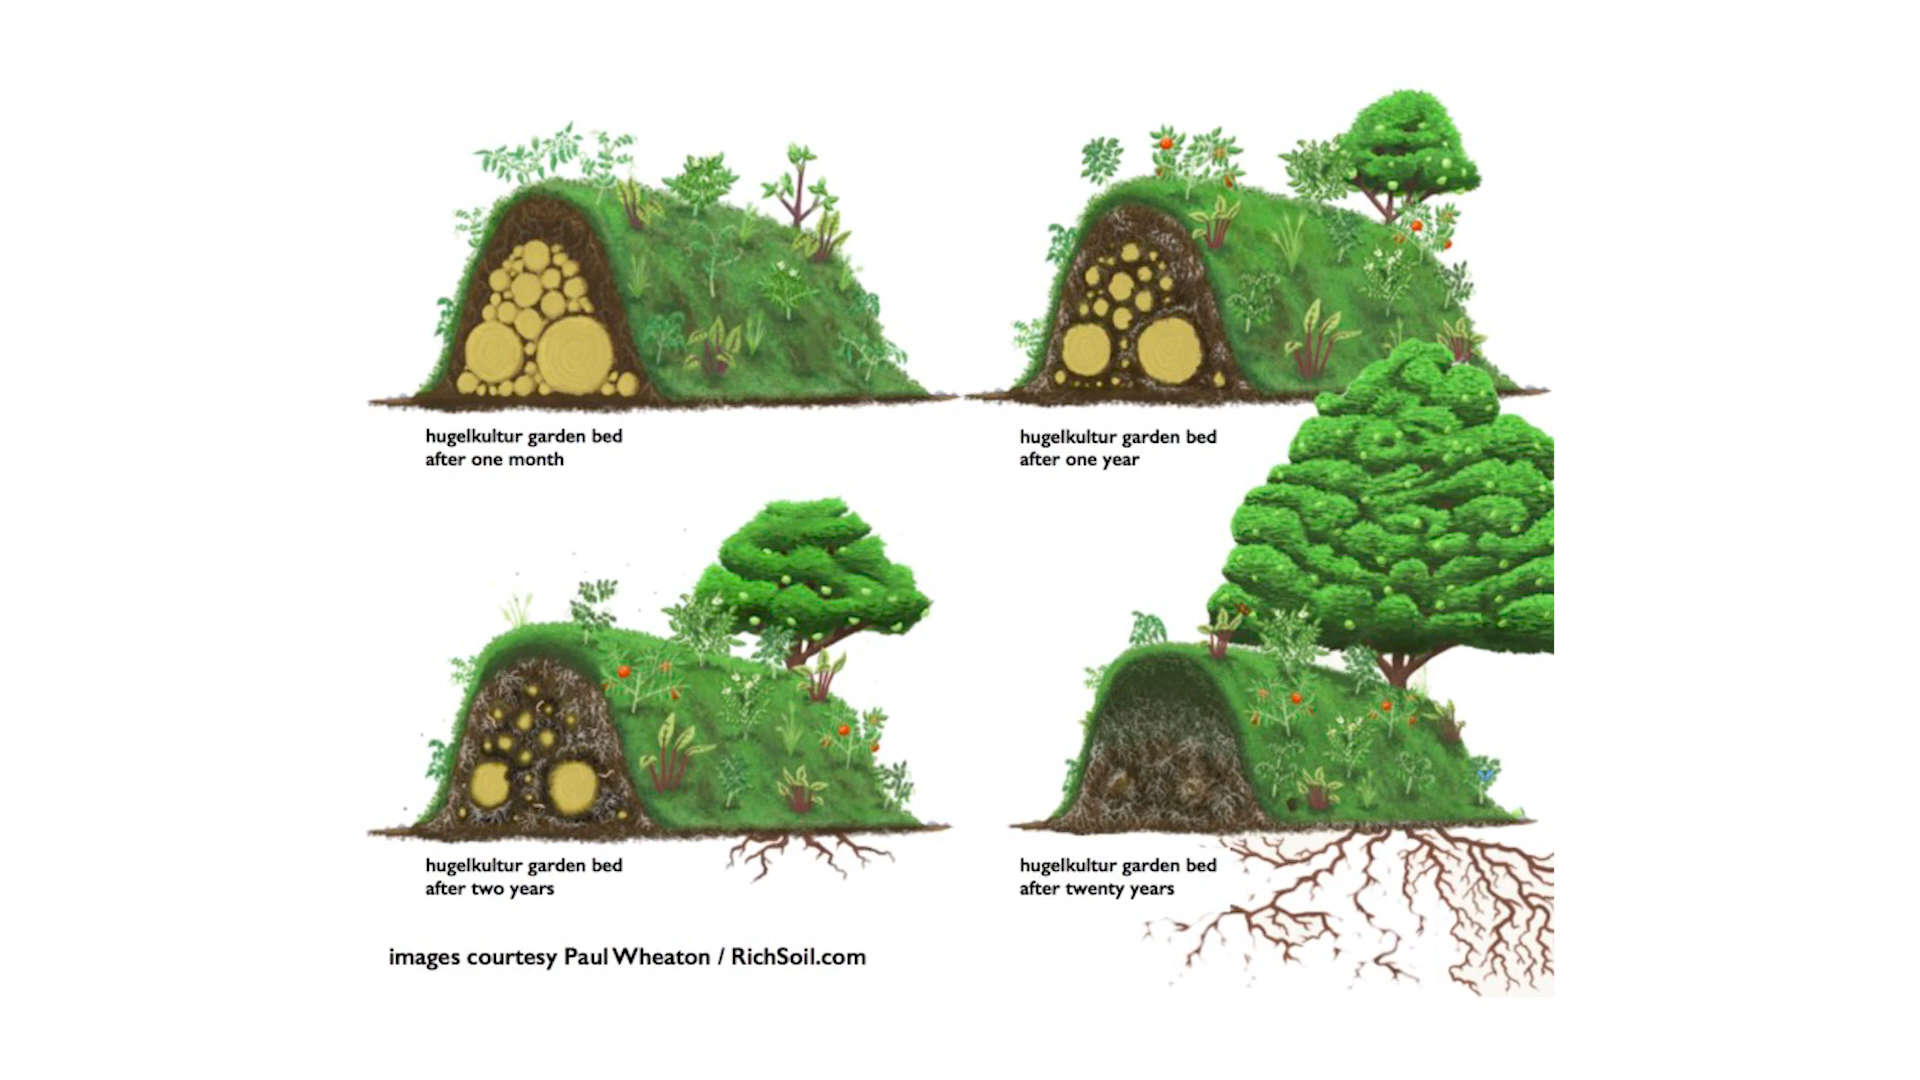 hugelkultur garden bed
after one month
hugelkultur garden bed
after one year
hugelkultur garden bed
after two years
hugelkultur garden bed
after twenty years
images courtesy Paul Wheaton / RichSoil.com